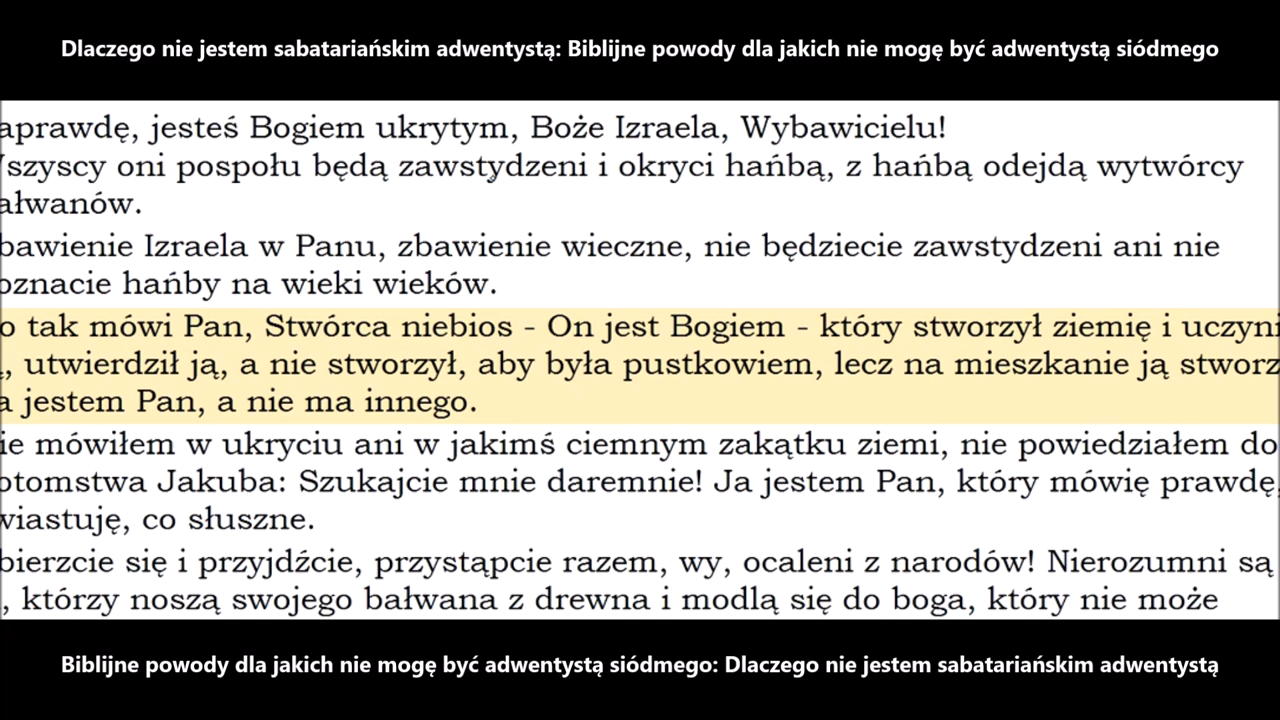 Dlaczego nie jestem sabatariańskim adwentystą: Biblijne powody dla jakich nie mogę być adwentystą siódmego
aprawdę, jesteś Bogiem ukrytym, Boże Izraela, Wybawicielu!
szyscy oni pospołu będą zawstydzeni i okryci hańbą, z hańbą odejdą wytwórcy
ałwanów.
bawienie Izraela w Panu, zbawienie wieczne, nie będziecie zawstydzeni ani nie
oznacie hańby na wieki wieków.
o tak mówi Pan, Stwórca niebios - On jest Bogiem - który stworzył ziemię i uczyni
, utwierdził ją, a nie stworzył, aby była pustkowiem, lecz na mieszkanie ją stworz
a jestem Pan, a nie ma innego.
ie mówiłem w ukryciu ani w jakimś ciemnym zakątku ziemi, nie powiedziałem do
otomstwa Jakuba: Szukajcie mnie daremnie! Ja jestem Pan, który mówię prawdę,
wiastuję, co słuszne.
bierzcie się i przyjdźcie, przystąpcie razem, wy, ocaleni z narodów! Nierozumni są
, którzy noszą swojego bałwana z drewna i modlą się do boga, który nie może
Biblijne powody dla jakich nie mogę być adwentystą siódmego: Dlaczego nie jestem sabatariańskim adwentystą